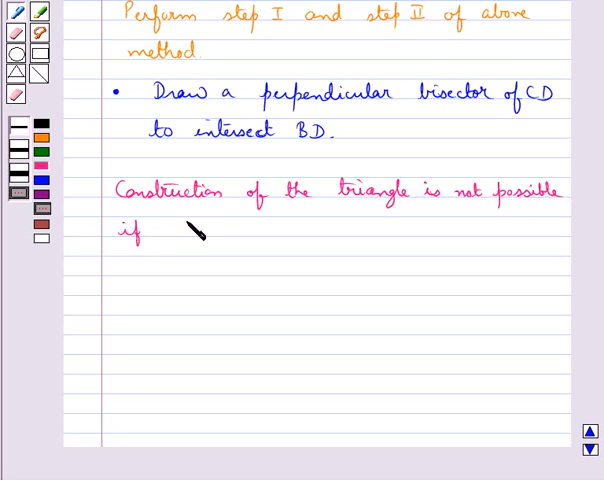 Perform step I and step II of above
method.
• Draw a perpendicular bisector of CD
to intersect BD.
Construction of the triangle is not possible
if